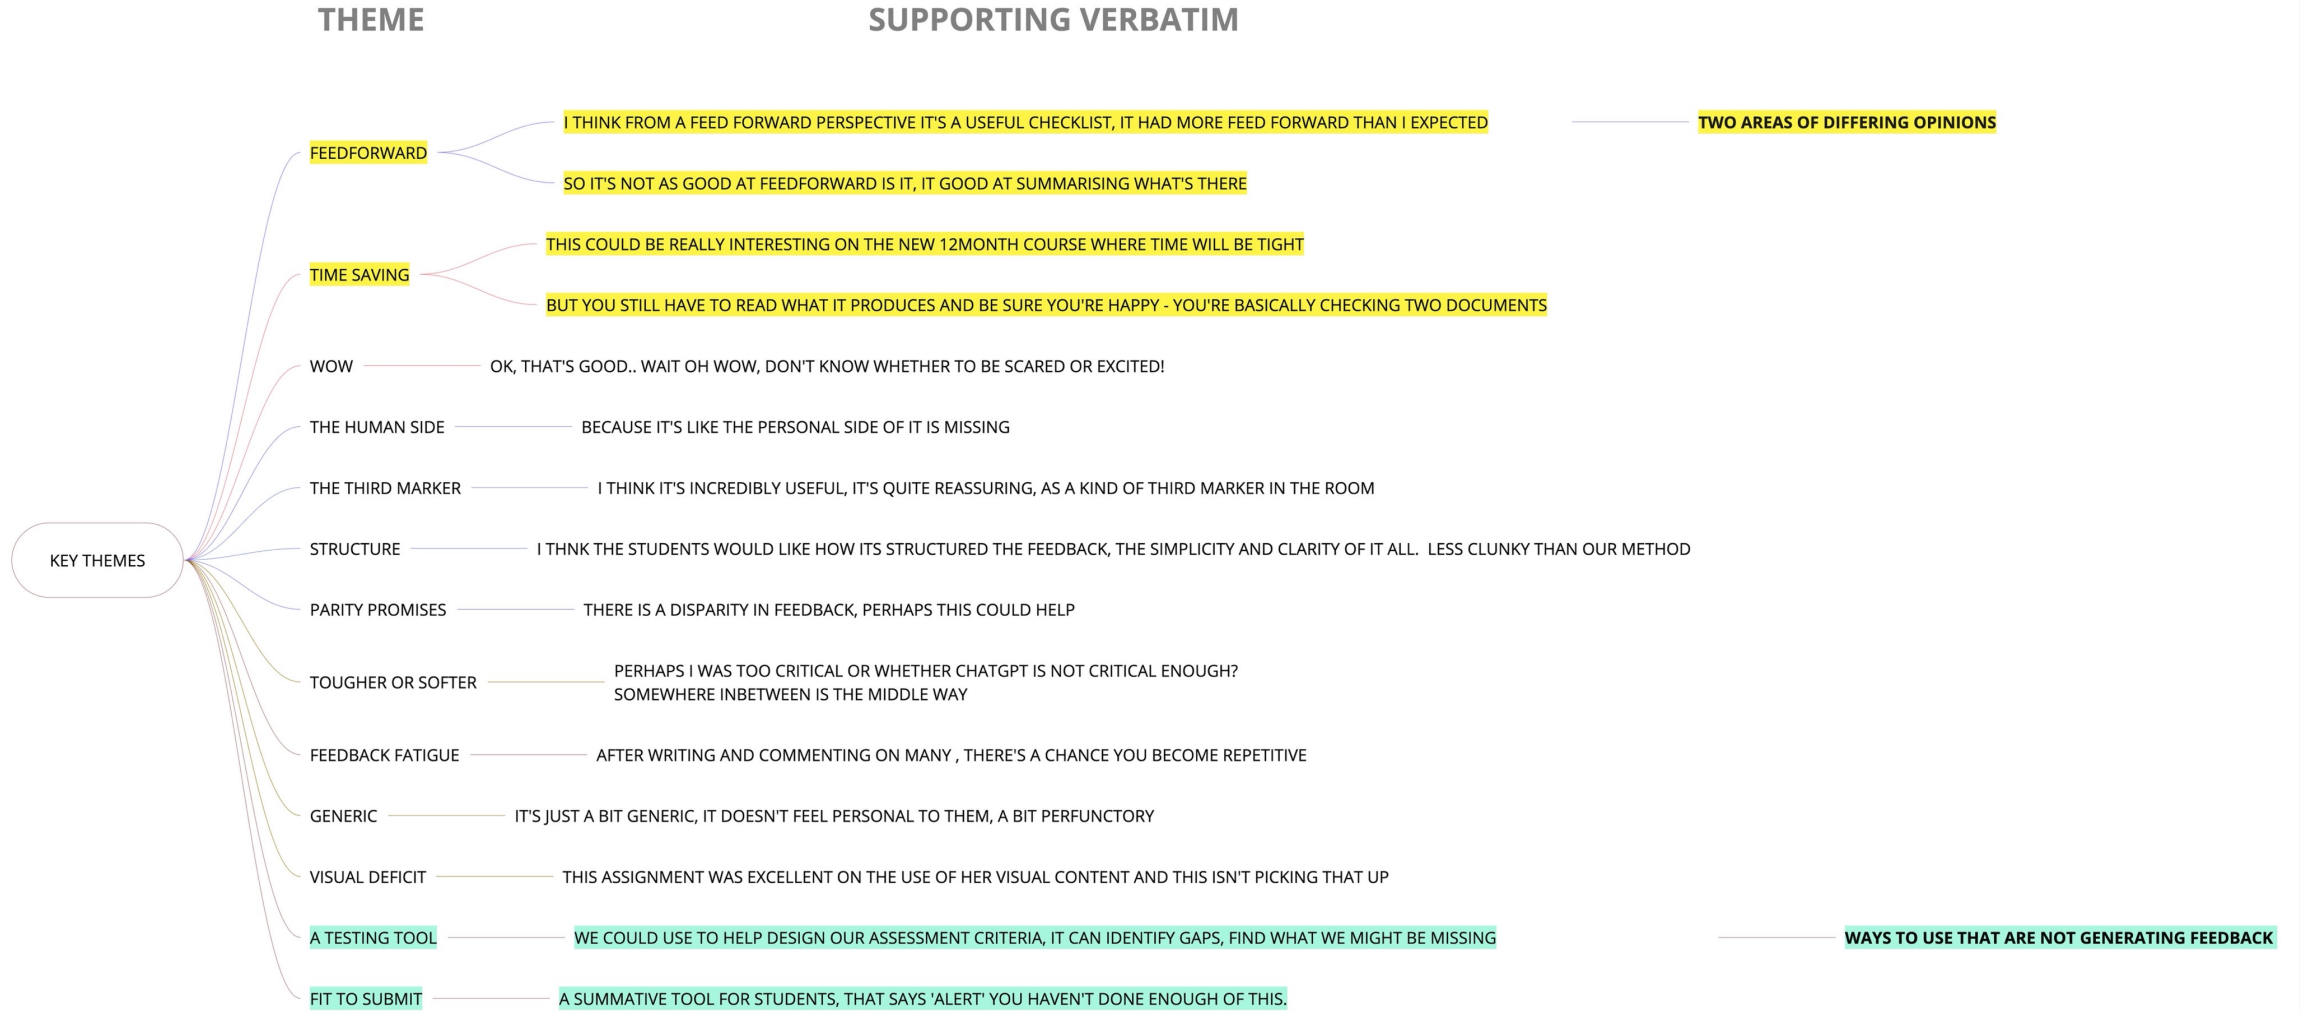 THEME
SUPPORTING VERBATIM
I THINK FROM A FEED FORWARD PERSPECTIVE IT'S A USEFUL CHECKLIST, IT HAD MORE FEED FORWARD THAN I EXPECTED
TWO AREAS OF DIFFERING OPINIONS
FEEDFORWARD
SO IT'S NOT AS GOOD AT FEEDFORWARD IS IT, IT GOOD AT SUMMARISING WHAT'S THERE
THIS COULD BE REALLY INTERESTING ON THE NEW 12MONTH COURSE WHERE TIME WILL BE TIGHT
TIME SAVING
BUT YOU STILL HAVE TO READ WHAT IT PRODUCES AND BE SURE YOU'RE HAPPY - YOU'RE BASICALLY CHECKING TWO DOCUMENTS
WOW
OK, THAT'S GOOD.. WAIT OH WOW, DON'T KNOW WHETHER TO BE SCARED OR EXCITED!
THE HUMAN SIDE
BECAUSE IT'S LIKE THE PERSONAL SIDE OF IT IS MISSING
THE THIRD MARKER
I THINK IT'S INCREDIBLY USEFUL, IT'S QUITE REASSURING, AS A KIND OF THIRD MARKER IN THE ROOM
STRUCTURE
I THNK THE STUDENTS WOULD LIKE HOW ITS STRUCTURED THE FEEDBACK, THE SIMPLICITY AND CLARITY OF IT ALL.  LESS CLUNKY THAN OUR METHOD
KEY THEMES
PARITY PROMISES
THERE IS A DISPARITY IN FEEDBACK, PERHAPS THIS COULD HELP
TOUGHER OR SOFTER
PERHAPS I WAS TOO CRITICAL OR WHETHER CHATGPT IS NOT CRITICAL ENOUGH?
SOMEWHERE INBETWEEN IS THE MIDDLE WAY
FEEDBACK FATIGUE
AFTER WRITING AND COMMENTING ON MANY , THERE'S A CHANCE YOU BECOME REPETITIVE
GENERIC
IT'S JUST A BIT GENERIC, IT DOESN'T FEEL PERSONAL TO THEM, A BIT PERFUNCTORY
VISUAL DEFICIT
THIS ASSIGNMENT WAS EXCELLENT ON THE USE OF HER VISUAL CONTENT AND THIS ISN'T PICKING THAT UP
A TESTING TOOL
WE COULD USE TO HELP DESIGN OUR ASSESSMENT CRITERIA, IT CAN IDENTIFY GAPS, FIND WHAT WE MIGHT BE MISSING
WAYS TO USE THAT ARE NOT GENERATING FEEDBACK
FIT TO SUBMIT
A SUMMATIVE TOOL FOR STUDENTS, THAT SAYS 'ALERT' YOU HAVEN'T DONE ENOUGH OF THIS.